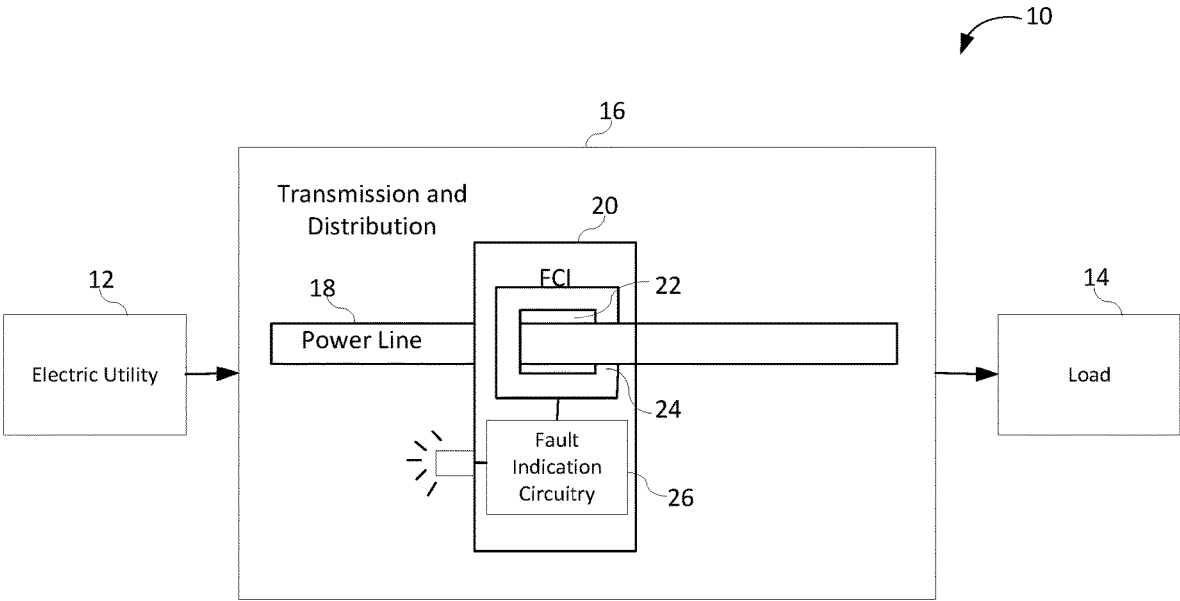 10
16
Transmission and
Distribution
20
12
FCI
22
14
18
Power Line
Electric Utility
Load
24
Fault
Indication
Circuitry
26